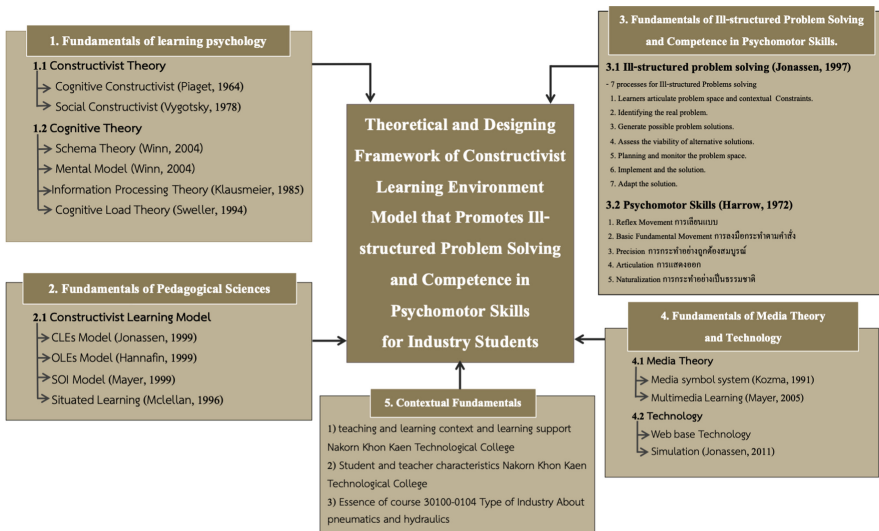 1. Fundamentals of learning psychology
1.1 Constructivist Theory
Cognitive Constructivist (Piaget, 1964)
Social Constructivist (Vygotsky, 1978)
1.2 Cognitive Theory
Schema Theory (Winn, 2004)
Mental Model (Winn, 2004)
Information Processing Theory (Klausmeier, 1985)
Cognitive Load Theory (Sweller, 1994)
2. Fundamentals of Pedagogical Sciences
2.1 Constructivist Learning Model
CLEs Model (Jonassen, 1999)
OLEs Model (Hannafin, 1999)
SOI Model (Mayer, 1999)
Situated Learning (Mclellan, 1996)
Theoretical and Designing
Framework of Constructivist
Learning Environment
Model that Promotes Ill-
structured Problem Solving
and Competence in
Psychomotor Skills
for Industry Students
5. Contextual Fundamentals
1) teaching and learning context and learning support
Nakorn Khon Kaen Technological College
2) Student and teacher characteristics Nakorn Khon Kaen
Technological College
3) Essence of course 30100-0104 Type of Industry About
pneumatics and hydraulics
3. Fundamentals of Ill-structured Problem Solving
and Competence in Psychomotor Skills.
3.1 Ill-structured problem solving (Jonassen, 1997)
- 7 processes for Ill-structured Problems solving
1. Learners articulate problem space and contextual Constraints.
2. Identifying the real problem.
3. Generate possible problem solutions.
4. Assess the viability of alternative solutions.
5. Planning and monitor the problem space.
6. Implement and the solution.
7. Adapt the solution.
3.2 Psychomotor Skills (Harrow, 1972)
1. Reflex Movement การเลียนแบบ
2. Basic Fundamental Movement การลงมือกระทำตามคำสั่ง
3. Precision การกระทำอย่างถูกต้องสมบูรณ์
4. Articulation การแสดงออก
5. Naturalization การกระทำอย่างเป็นธรรมชาติ
4. Fundamentals of Media Theory
and Technology
4.1 Media Theory
Media symbol system (Kozma, 1991)
Multimedia Learning (Mayer, 2005)
4.2 Technology
Web base Technology
Simulation (Jonassen, 2011)